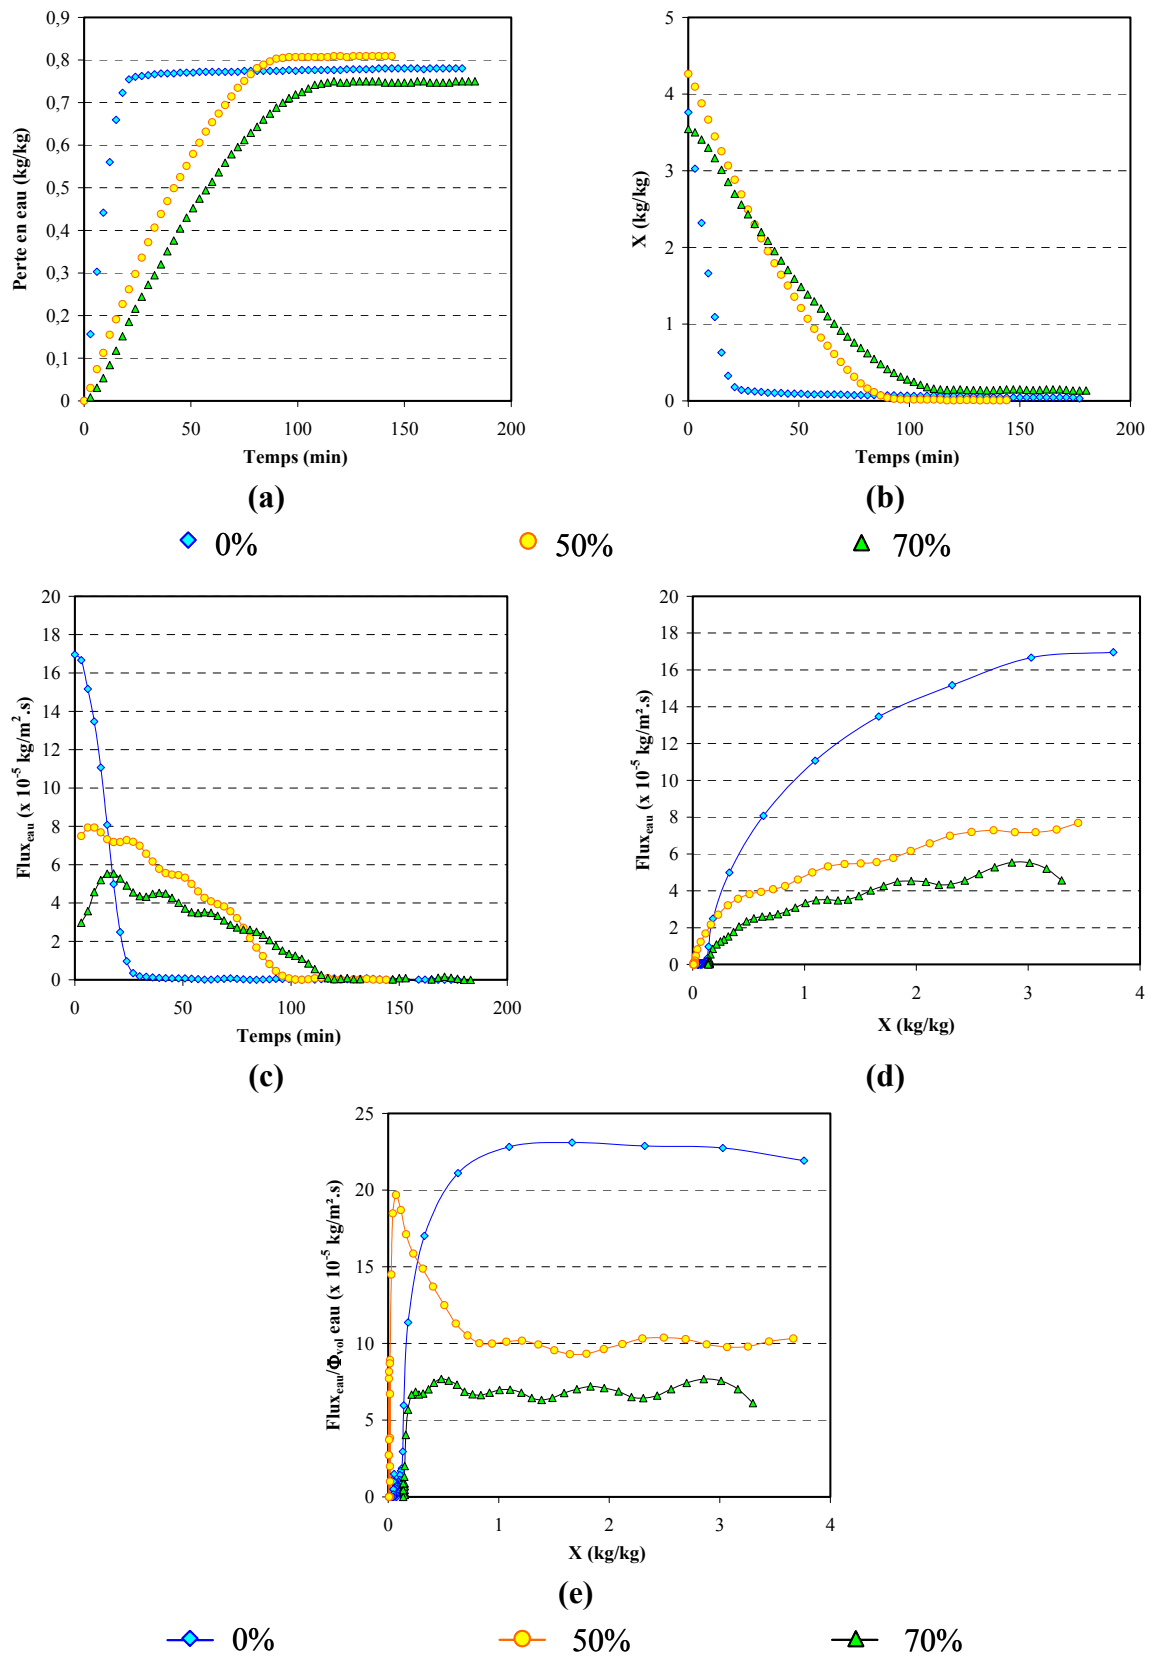 Perte en eau (kg/kg)
0,9
0,8
0,7
0,6
0,5
0,4
0,3
0,2
0,1
0
0 50 100 150 200
Temps (min)
(a)
X (kg/kg)
5
4
3
2
1
0
0 50 100 150 200
Temps (min)
(b)
0% 50% 70%
Flux_eau (x 10^-5 kg/m².s)
20
18
16
14
12
10
8
6
4
2
0
0 50 100 150 200
Temps (min)
(c)
Flux_eau (x 10^-5 kg/m².s)
20
18
16
14
12
10
8
6
4
2
0
0 1 2 3 4
X (kg/kg)
(d)
Flux_eau/Φ_vol eau (x 10^-5 kg/m².s)
25
20
15
10
5
0
0 1 2 3 4
X (kg/kg)
(e)
0% 50% 70%